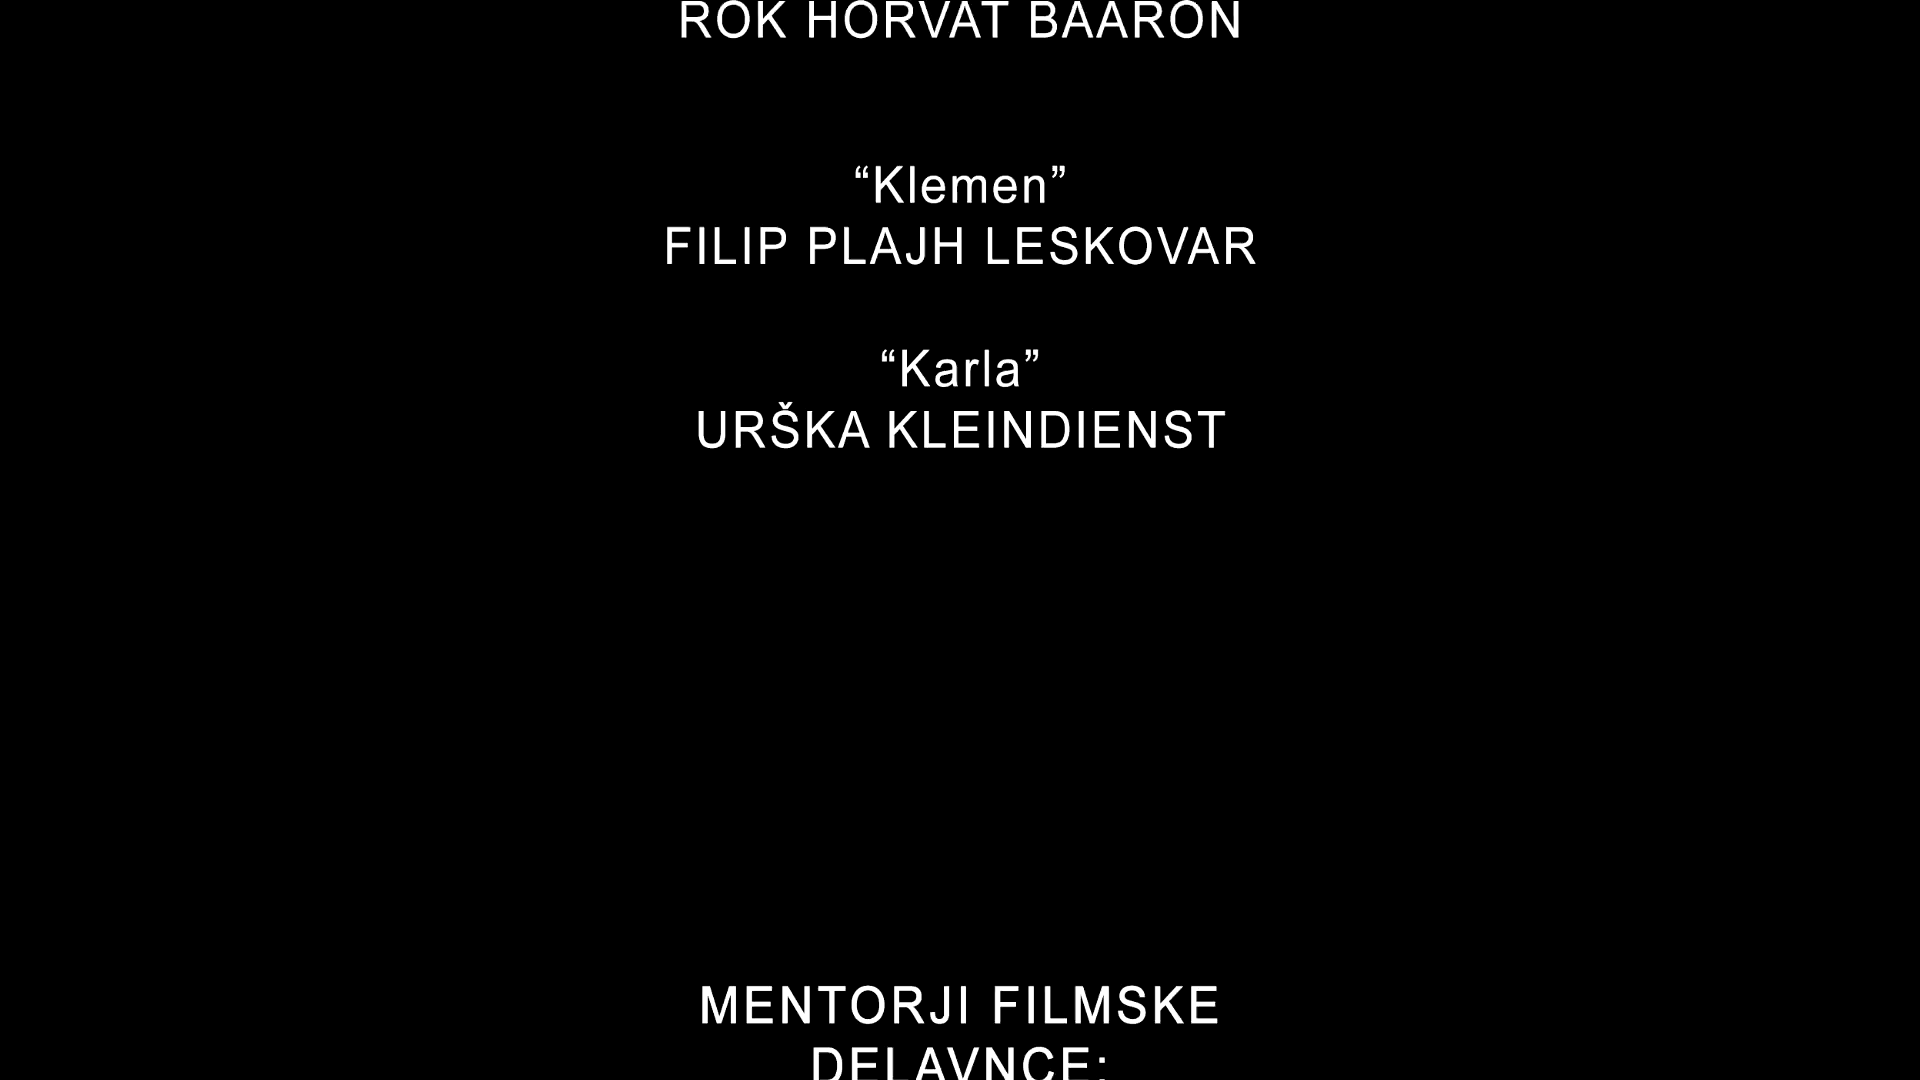 ROK HORVAT BAARON
“Klemen”
FILIP PLAJH LESKOVAR
“Karla”
URŠKA KLEINDIENST
MENTORJI FILMSKE
DELAVNCE: